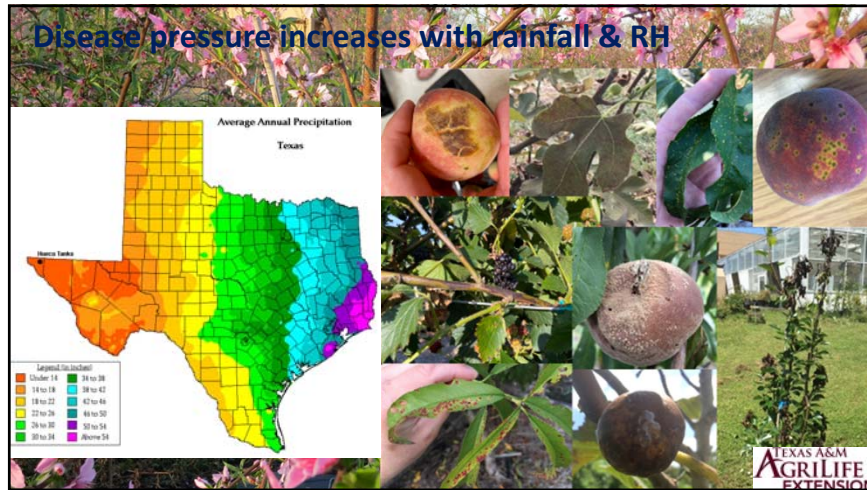 Disease pressure increases with rainfall & RH
Average Annual Precipitation
Texas
Hueco Tanks
Legend (in inches)
Under 14
14 to 18
18 to 22
22 to 26
26 to 30
30 to 34
34 to 38
38 to 42
42 to 46
46 to 50
50 to 54
Above 54
TEXAS A&M
AGRILIFE
EXTENSION